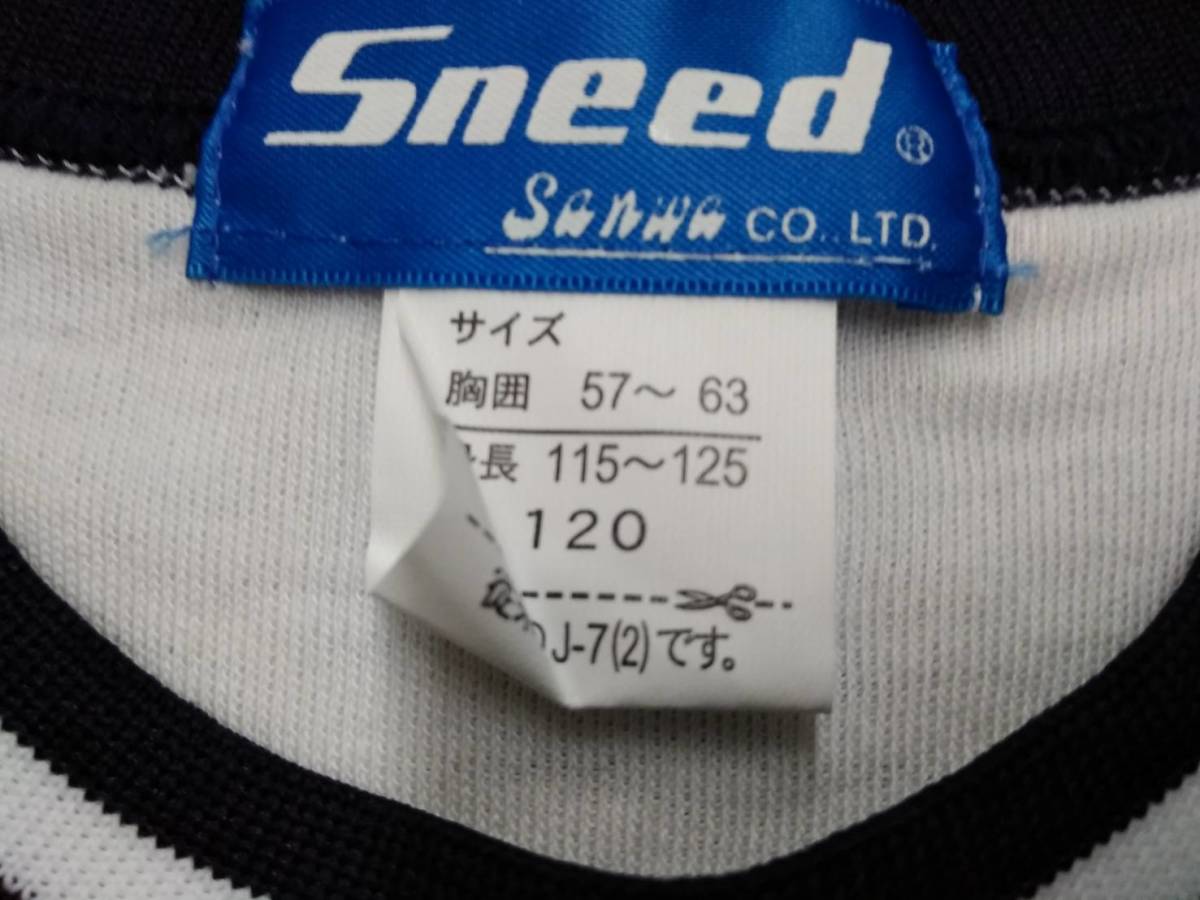 Sneed ®
Sanwa CO., LTD.
サイズ
胸囲 57～63
長 115～125
120
J-7(2)です。